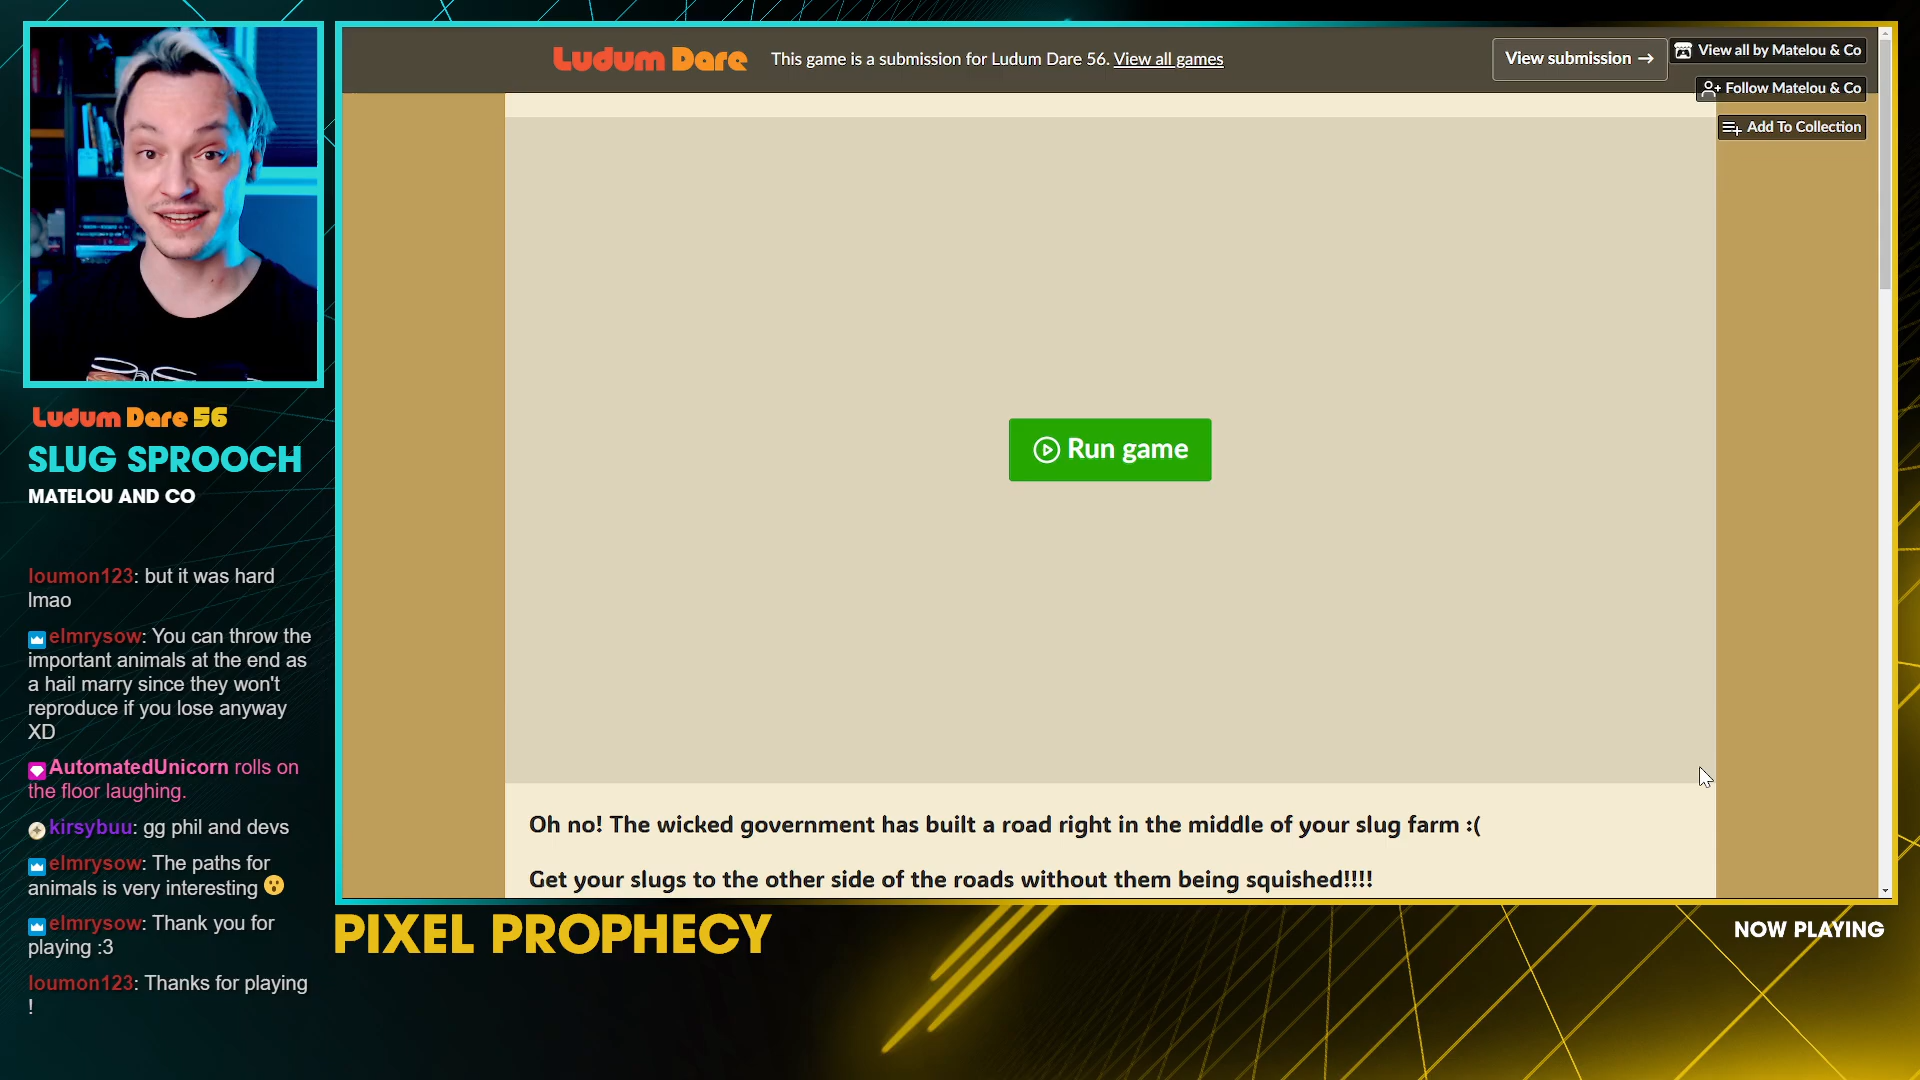 Ludum Dare This game is a submission for Ludum Dare 56. View all games
View submission →
View all by Matelou & Co
Follow Matelou & Co
Add To Collection
Run game
Oh no! The wicked government has built a road right in the middle of your slug farm :(
Get your slugs to the other side of the roads without them being squished!!!!
Ludum Dare 56
SLUG SPROOCH
MATELOU AND CO
loumon123: but it was hard
lmao
elmrysow: You can throw the
important animals at the end as
a hail marry since they won't
reproduce if you lose anyway
XD
AutomatedUnicorn rolls on
the floor laughing.
kirsybuu: gg phil and devs
elmrysow: The paths for
animals is very interesting 😮
elmrysow: Thank you for
playing :3
loumon123: Thanks for playing
!
PIXEL PROPHECY
NOW PLAYING